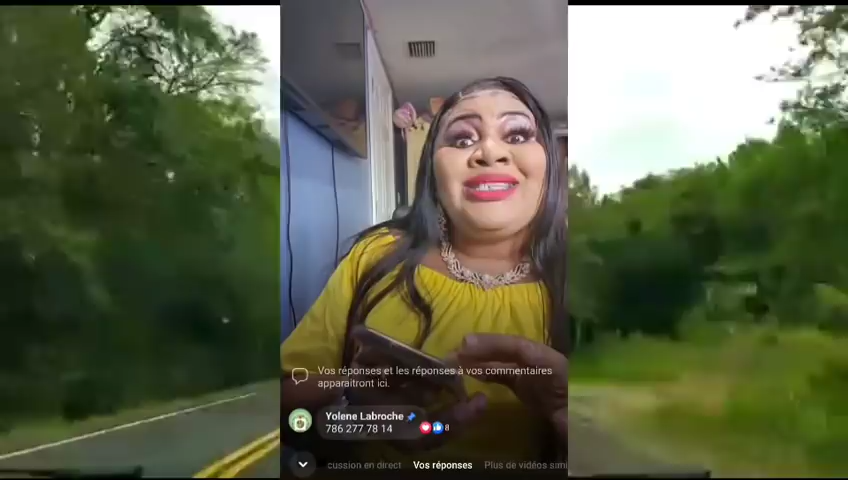 Vos réponses et les réponses à vos commentaires
apparaîtront ici.
Yolene Labroche
786 277 78 14 8
cussion en direct Vos réponses Plus de vidéos simi